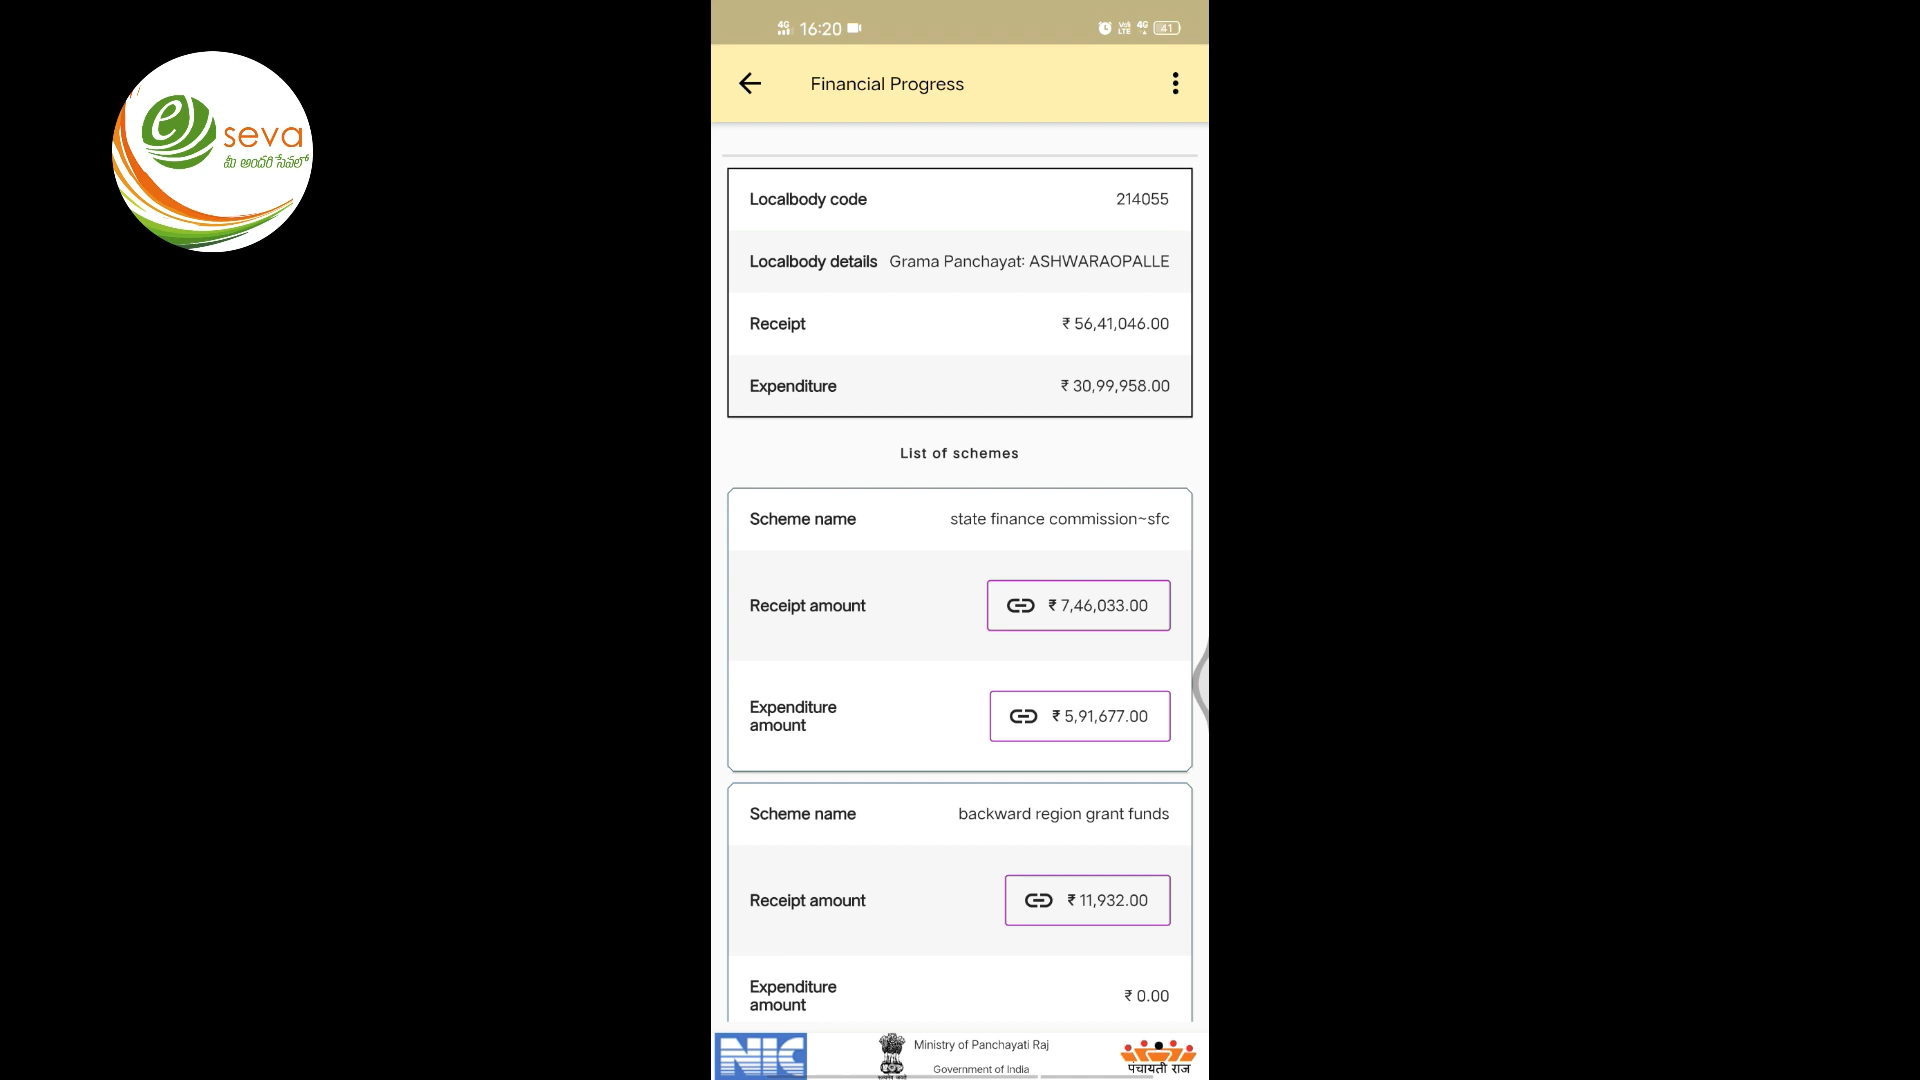 e seva
మీ అందరి సేవలో
4G 16:20 4G 41
Financial Progress
Localbody code 214055
Localbody details Grama Panchayat: ASHWARAOPALLE
Receipt ₹ 56,41,046.00
Expenditure ₹ 30,99,958.00
List of schemes
Scheme name state finance commission~sfc
Receipt amount ₹ 7,46,033.00
Expenditure
amount ₹ 5,91,677.00
Scheme name backward region grant funds
Receipt amount ₹ 11,932.00
Expenditure
amount ₹ 0.00
NIC Ministry of Panchayati Raj
Government of India
पंचायती राज